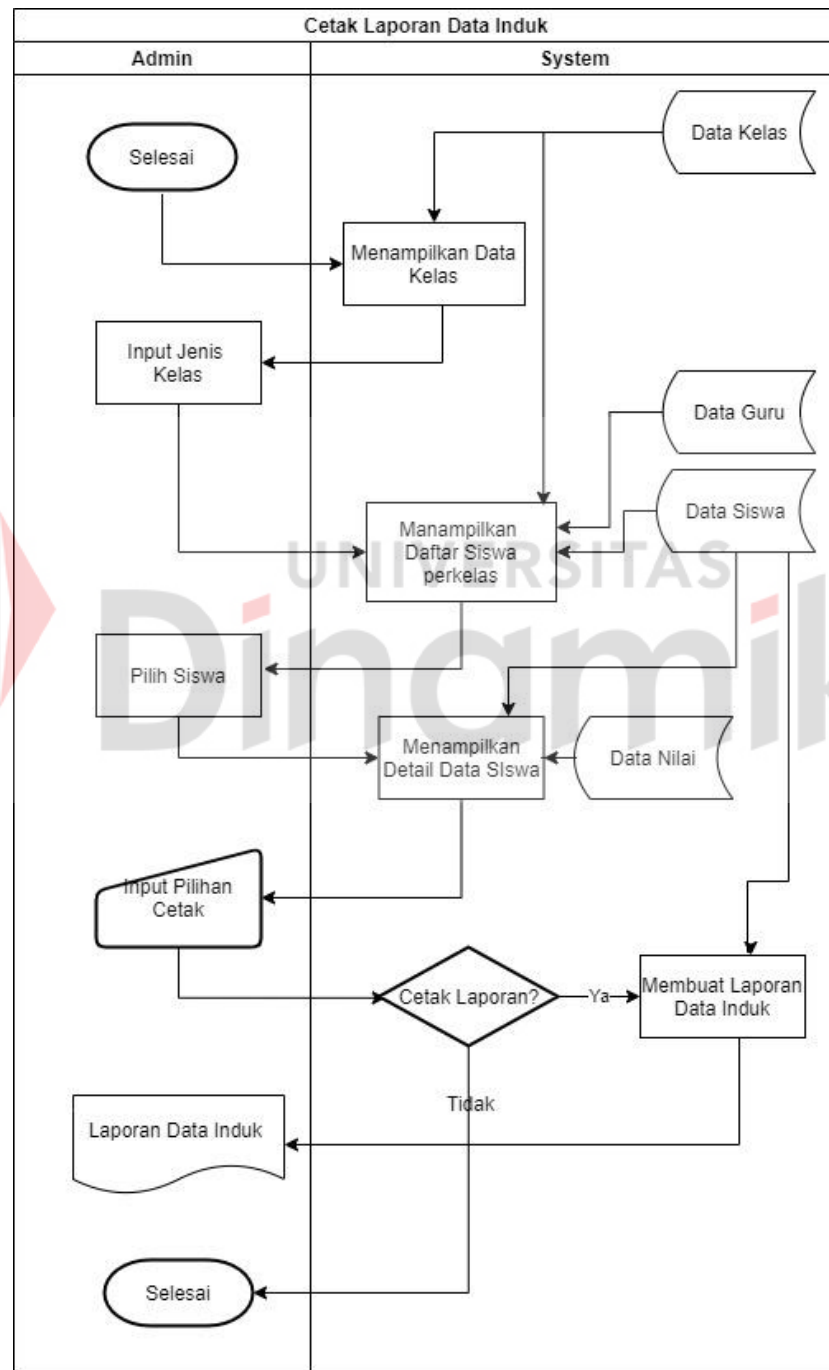 Cetak Laporan Data Induk
Admin
System
Data Kelas
Selesai
Menampilkan Data
Kelas
Input Jenis
Kelas
Data Guru
Data Siswa
Manampilkan
Daftar Siswa
perkelas
UNIVERSITAS
Dinamik
Pilih Siswa
Menampilkan
Detail Data SIswa
Data Nilai
Input Pilihan
Cetak
Cetak Laporan?
Ya
Membuat Laporan
Data Induk
Tidak
Laporan Data Induk
Selesai